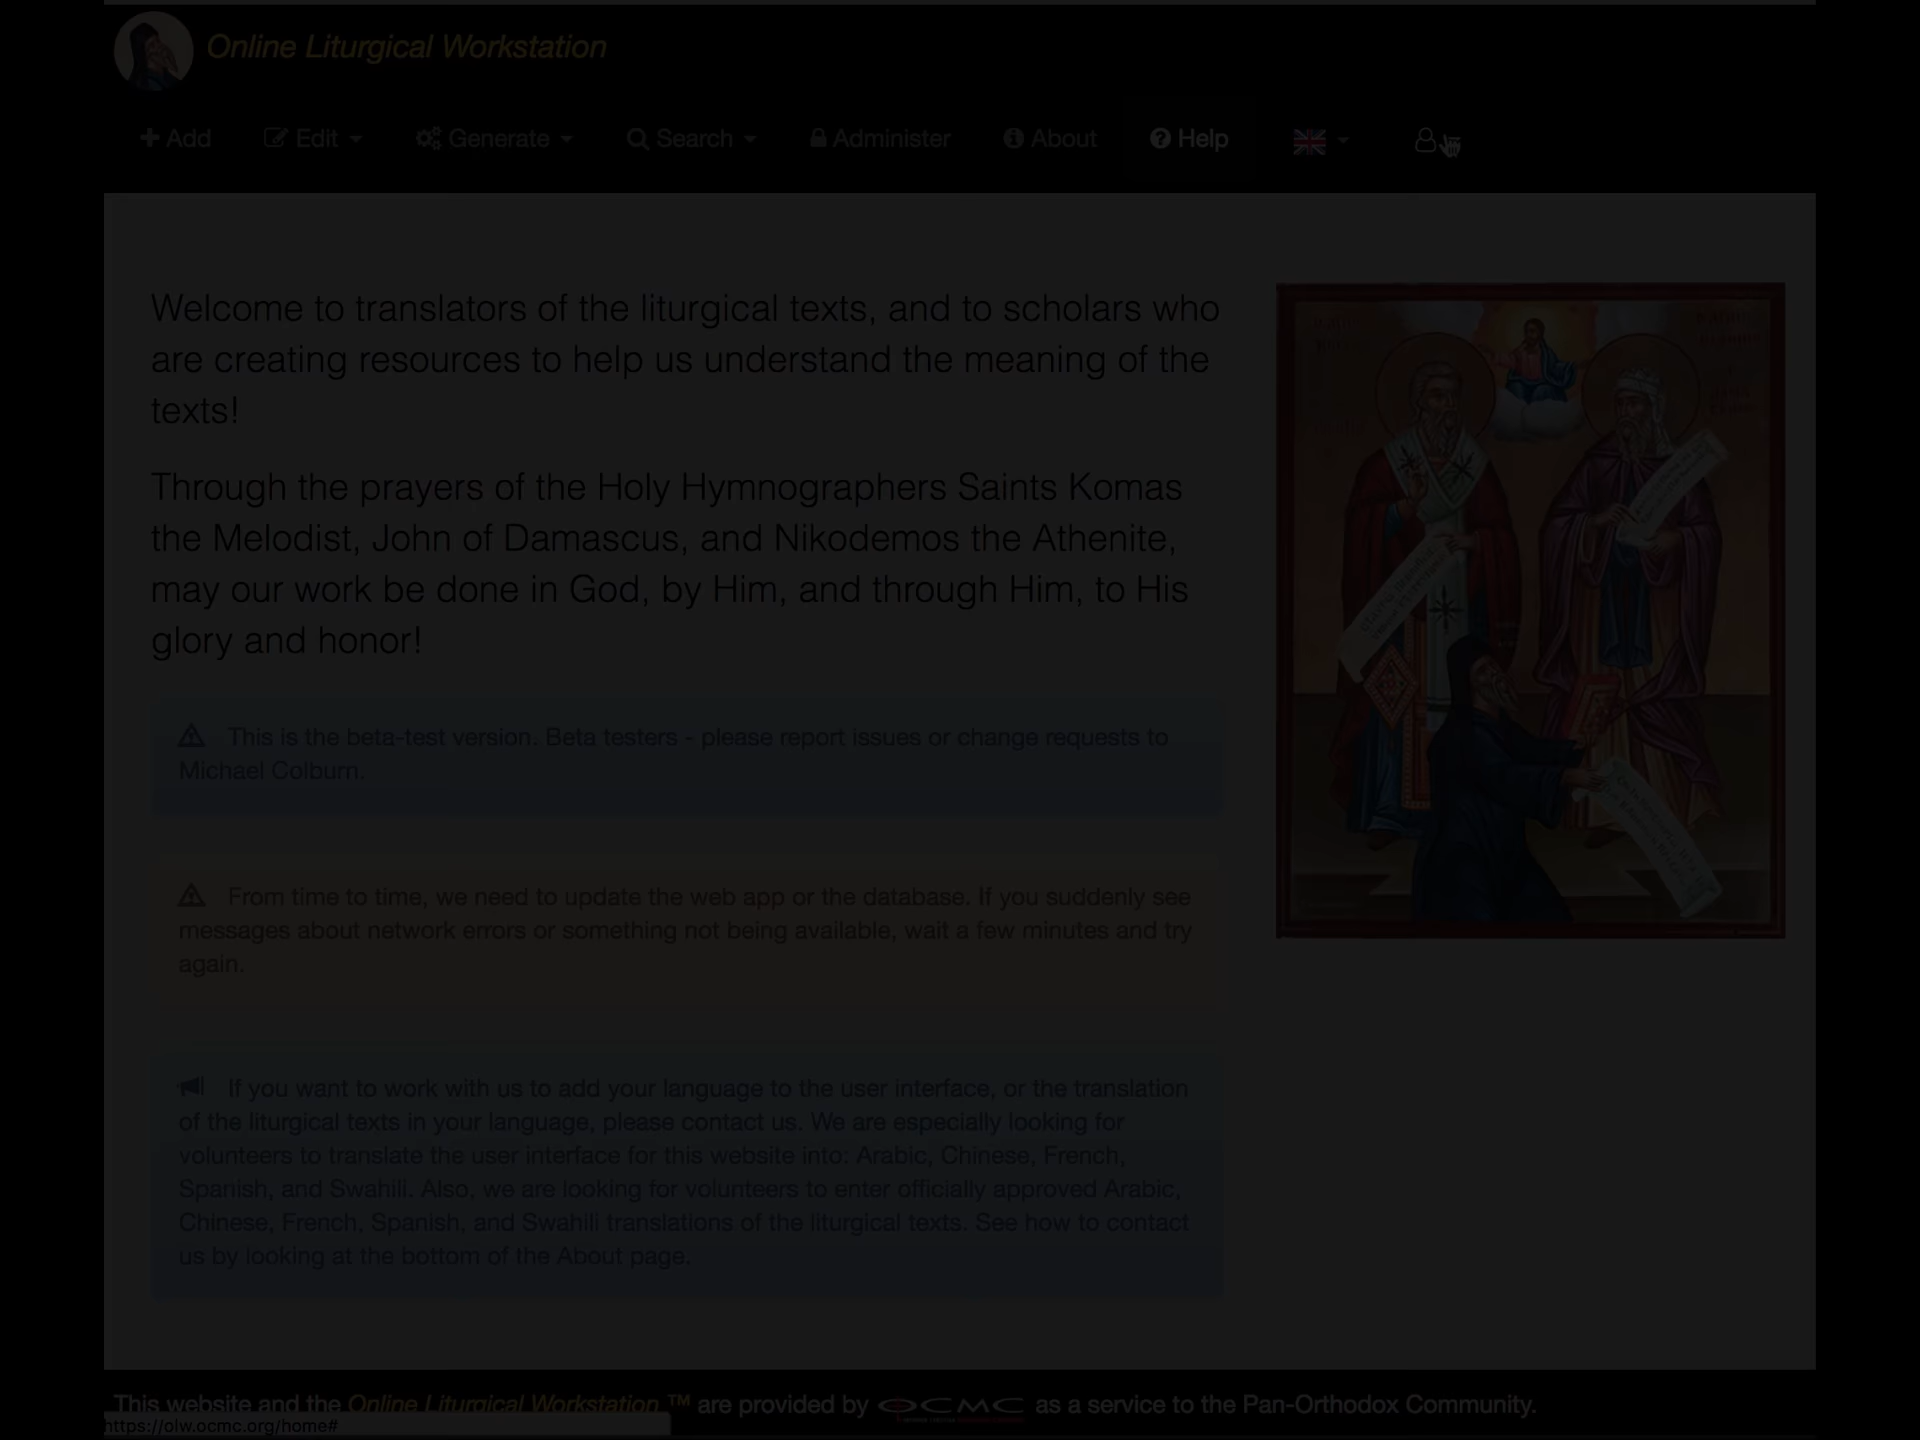 Online Liturgical Workstation
Add Edit Generate Search Administer About Help
Welcome to translators of the liturgical texts, and to scholars who
are creating resources to help us understand the meaning of the
texts!
Through the prayers of the Holy Hymnographers Saints Komas
the Melodist, John of Damascus, and Nikodemos the Athenite,
may our work be done in God, by Him, and through Him, to His
glory and honor!
This is the beta-test version. Beta testers - please report issues or change requests to
Michael Colburn.
From time to time, we need to update the web app or the database. If you suddenly see
messages about network errors or something not being available, wait a few minutes and try
again.
If you want to work with us to add your language to the user interface, or the translation
of the liturgical texts in your language, please contact us. We are especially looking for
volunteers to translate the user interface for this website into: Arabic, Chinese, French,
Spanish, and Swahili. Also, we are looking for volunteers to enter officially approved Arabic,
Chinese, French, Spanish, and Swahili translations of the liturgical texts. See how to contact
us by looking at the bottom of the About page.
This website and the Online Liturgical Workstation ™ are provided by OCMC as a service to the Pan-Orthodox Community.
https://olw.ocmc.org/home#